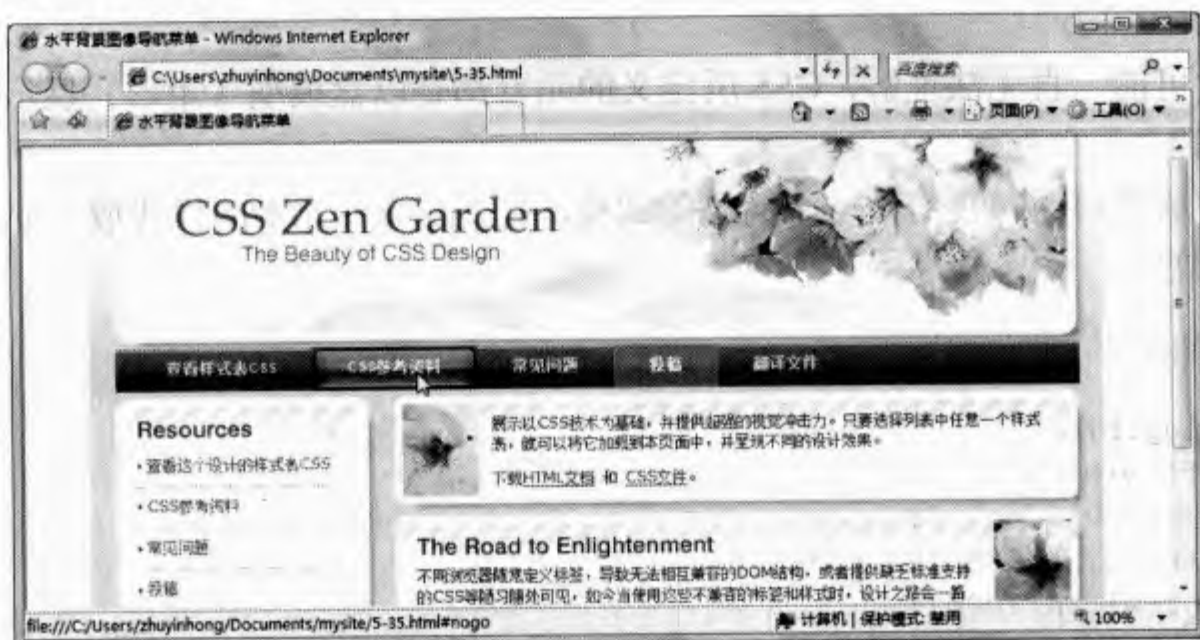 水平背景图像导航菜单 - Windows Internet Explorer
C:\Users\zhuyinhong\Documents\mysite\5-35.html
百度搜索
水平背景图像导航菜单
页面(P)
工具(O)
CSS Zen Garden
The Beauty of CSS Design
查看样式表CSS
CSS参考资料
常见问题
投稿
翻译文件
Resources
· 查看这个设计的样式表CSS
· CSS参考资料
· 常见问题
· 投稿
展示以CSS技术为基础，并提供超强的视觉冲击力。只要选择列表中任意一个样式
表，就可以将它加载到本页面中，并呈现不同的设计效果。
下载HTML文档 和 CSS文件。
The Road to Enlightenment
不同浏览器随意定义标签，导致无法相互兼容的DOM结构，或者提供缺乏标准支持
的CSS等陋习随处可见，如今当使用这些不兼容的标签和样式时，设计之路会一路
file:///C:/Users/zhuyinhong/Documents/mysite/5-35.html#nogo
计算机 | 保护模式: 禁用
100%